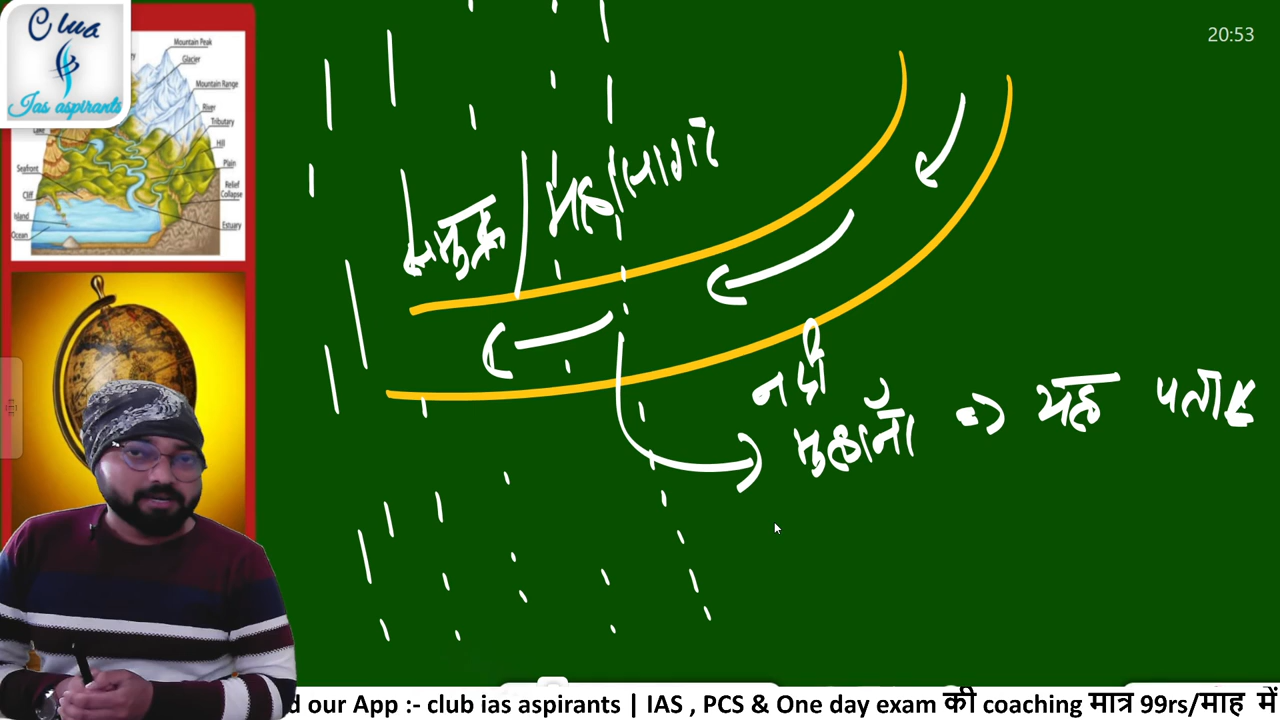 Club
Ias aspirants
20:53
Mountain Peak
Glacier
Mountain Range
River
Tributary
Hill
Plain
Seafront
Relief
Collapse
Cliff
Island
Estuary
Ocean
समुद्र / महासागर
नदी
मुहाना ⇒ यह पतला
d our App :- club ias aspirants | IAS , PCS & One day exam की coaching मात्र 99rs/माह में